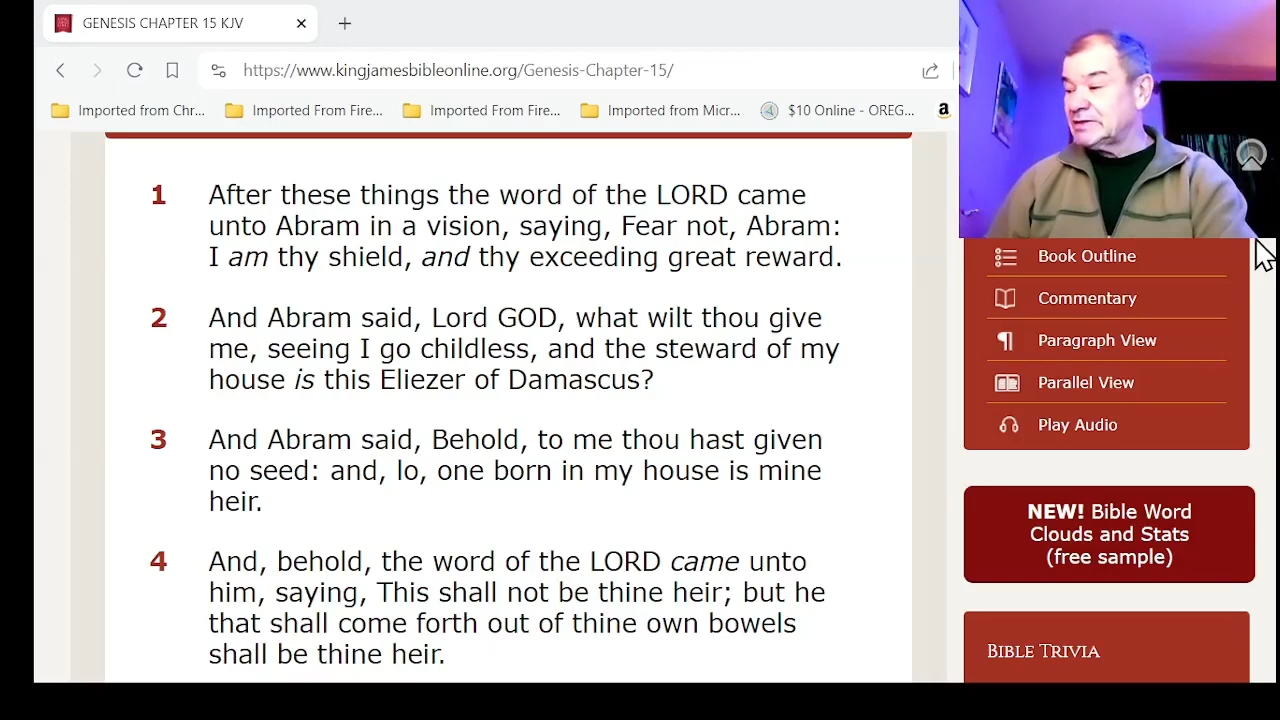 GENESIS CHAPTER 15 KJV
https://www.kingjamesbibleonline.org/Genesis-Chapter-15/
Imported from Chr... Imported From Fire... Imported From Fire... Imported from Micr... $10 Online - OREG... a
1 After these things the word of the LORD came
unto Abram in a vision, saying, Fear not, Abram:
I am thy shield, and thy exceeding great reward.
2 And Abram said, Lord GOD, what wilt thou give
me, seeing I go childless, and the steward of my
house is this Eliezer of Damascus?
3 And Abram said, Behold, to me thou hast given
no seed: and, lo, one born in my house is mine
heir.
4 And, behold, the word of the LORD came unto
him, saying, This shall not be thine heir; but he
that shall come forth out of thine own bowels
shall be thine heir.
Book Outline
Commentary
Paragraph View
Parallel View
Play Audio
NEW! Bible Word
Clouds and Stats
(free sample)
BIBLE TRIVIA